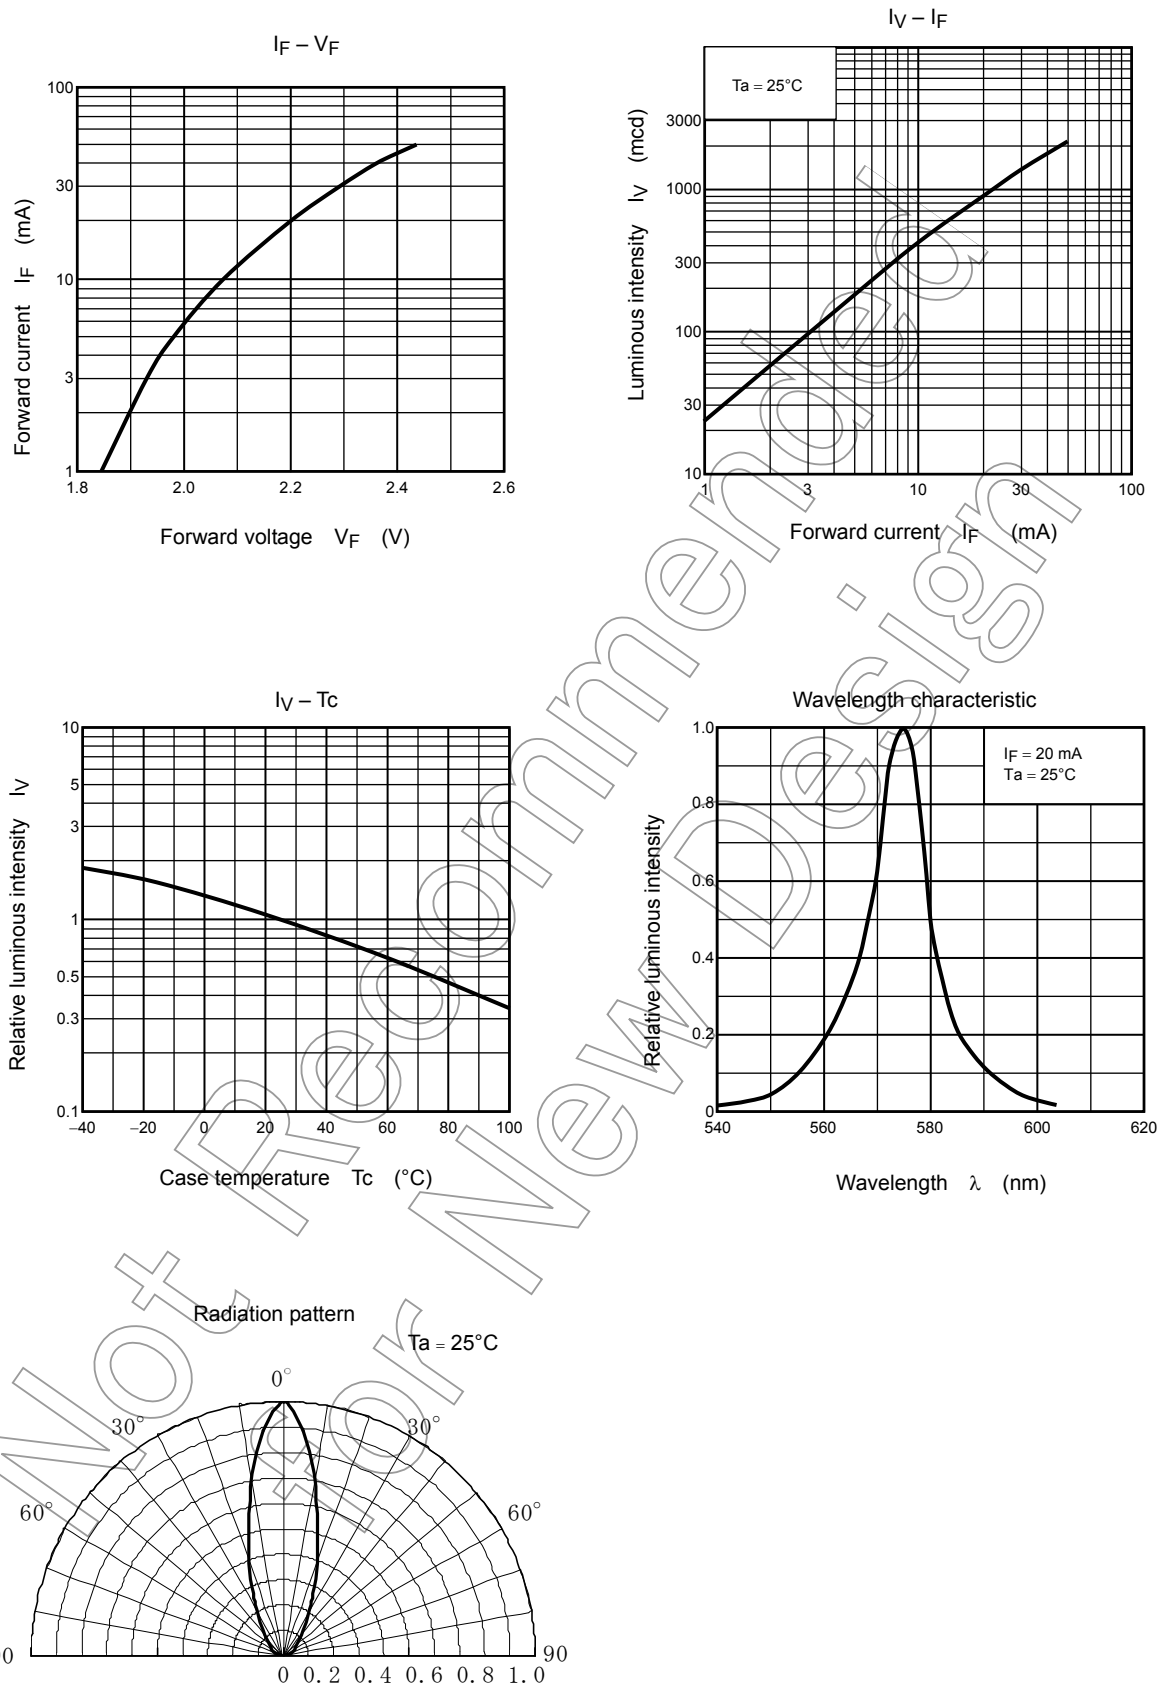 IF – VF
100
30
10
3
1
1.8 2.0 2.2 2.4 2.6
Forward current IF (mA)
Forward voltage VF (V)
IV – IF
Ta = 25°C
3000
1000
300
100
30
10
1 3 10 30 100
Luminous intensity IV (mcd)
Forward current IF (mA)
IV – Tc
10
5
3
1
0.5
0.3
0.1
−40 −20 0 20 40 60 80 100
Relative luminous intensity IV
Case temperature Tc (°C)
Wavelength characteristic
IF = 20 mA
Ta = 25°C
1.0
0.8
0.6
0.4
0.2
0
540 560 580 600 620
Relative luminous intensity
Wavelength λ (nm)
Radiation pattern
Ta = 25°C
0°
30° 30°
60° 60°
0 90
0 0.2 0.4 0.6 0.8 1.0
Not Recommended
for New Design